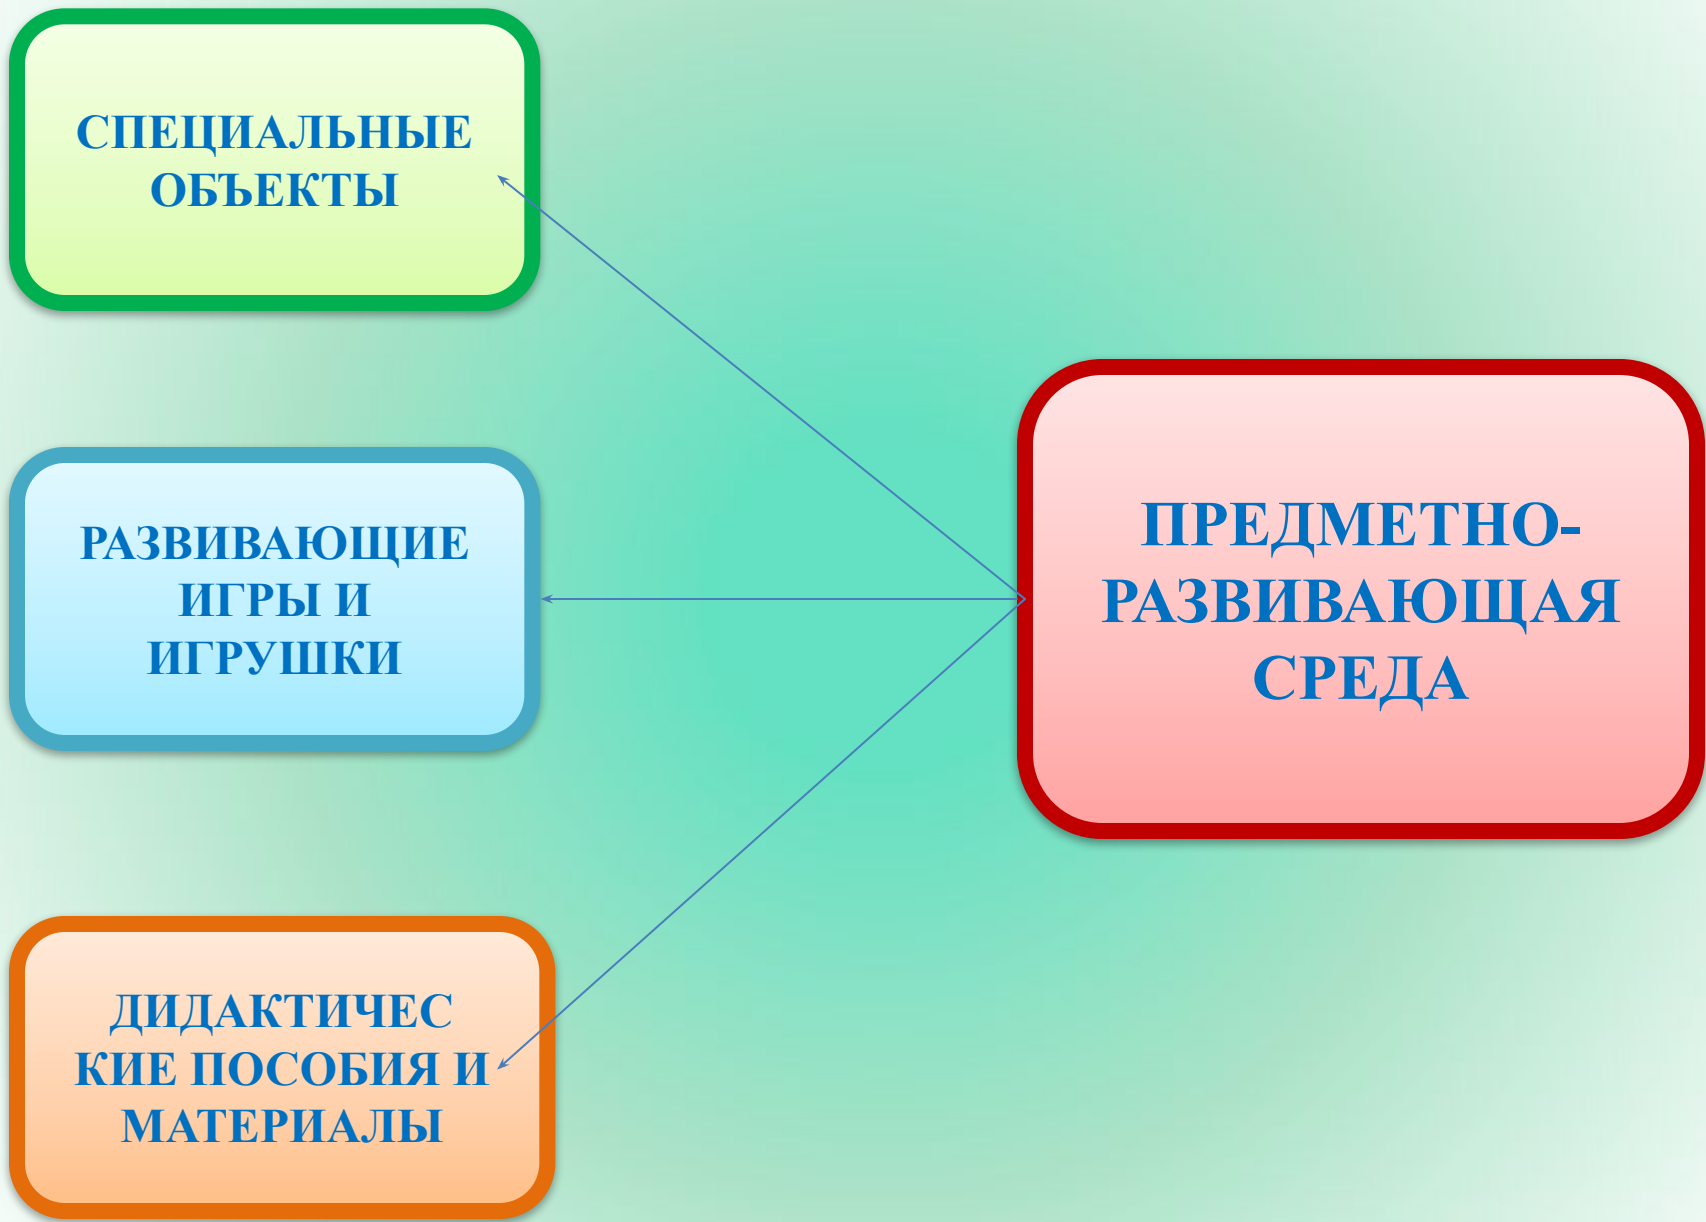 СПЕЦИАЛЬНЫЕ
ОБЪЕКТЫ
РАЗВИВАЮЩИЕ
ИГРЫ И
ИГРУШКИ
ДИДАКТИЧЕС
КИЕ ПОСОБИЯ И
МАТЕРИАЛЫ
ПРЕДМЕТНО-
РАЗВИВАЮЩАЯ
СРЕДА